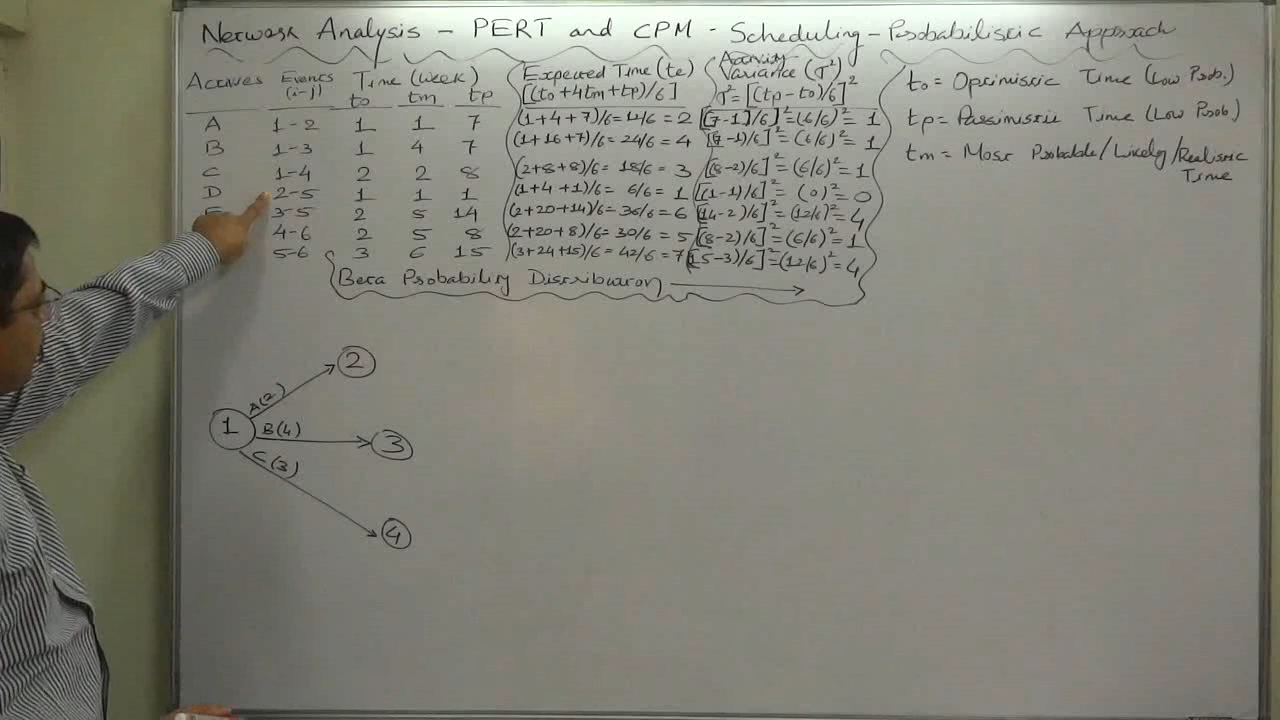 Network Analysis - PERT and CPM - Scheduling - Probabilistic Approach
Activies Events Time (week) Expected Time (te) Activity Variance (σ²)
(i-j) to tm tp [(to+4tm+tp)/6] σ²=[(tp-to)/6]²
A 1-2 1 1 7 (1+4+7)/6=12/6=2 [(7-1)/6]²=(6/6)²=1
B 1-3 1 4 7 (1+16+7)/6=24/6=4 [(7-1)/6]²=(6/6)²=1
C 1-4 2 2 8 (2+8+8)/6=18/6=3 [(8-2)/6]²=(6/6)²=1
D 2-5 1 1 1 (1+4+1)/6=6/6=1 [(1-1)/6]²=(0)²=0
E 3-5 2 5 14 (2+20+14)/6=36/6=6 [(14-2)/6]²=(12/6)²=4
4-6 2 5 8 (2+20+8)/6=30/6=5 [(8-2)/6]²=(6/6)²=1
5-6 3 6 15 (3+24+15)/6=42/6=7 [(15-3)/6]²=(12/6)²=4
Beta Probability Distribution
to = Optimistic Time (Low Prob.)
tp = Passimistic Time (Low Prob)
tm = Most Probable/Likely/Realistic
Time
1
A(2)
2
B(4)
3
C(3)
4